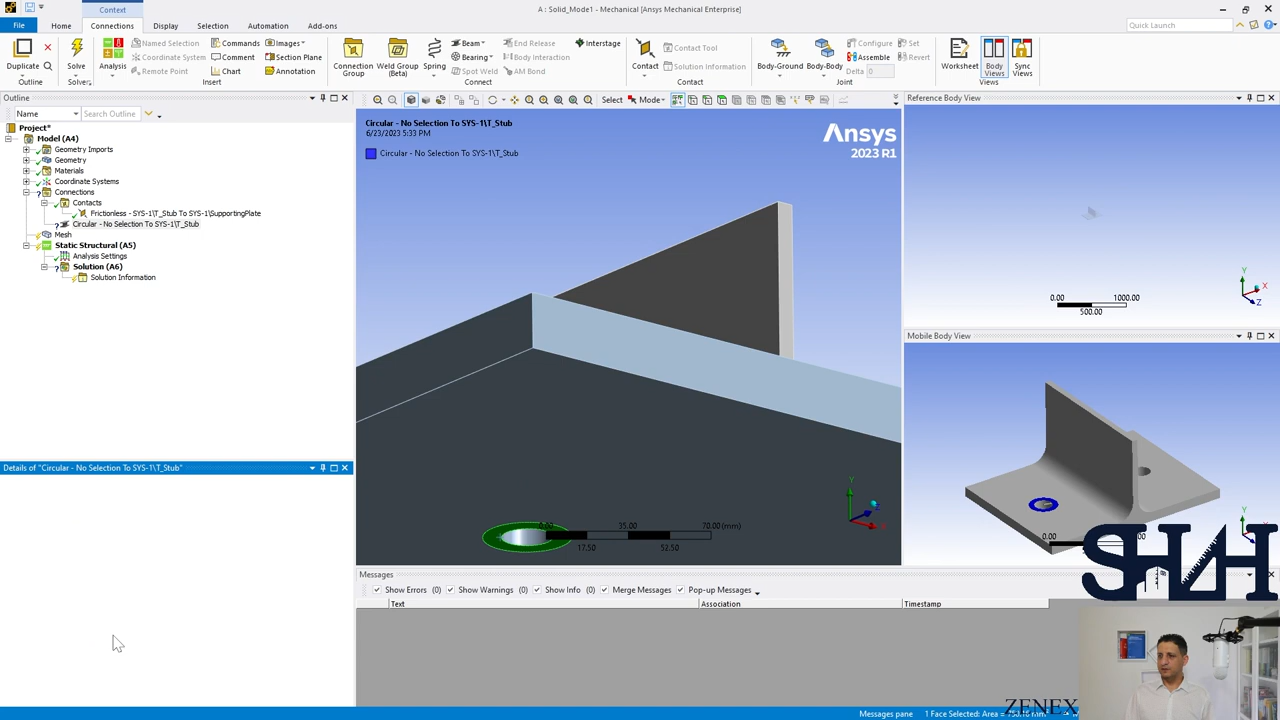 Context
A : Solid_Mode1 - Mechanical [Ansys Mechanical Enterprise]
File Home Connections Display Selection Automation Add-ons
Quick Launch
Duplicate
Outline
Solve
Solver
Analysis
Named Selection
Coordinate System
Remote Point
Commands
Comment
Chart
Images
Section Plane
Annotation
Insert
Connection Group
Weld Group (Beta)
Spring
Beam
Bearing
Spot Weld
End Release
Body Interaction
AM Bond
Interstage
Connect
Contact
Contact Tool
Solution Information
Contact
Body-Ground
Body-Body
Configure
Assemble
Delta 0
Set
Revert
Joint
Worksheet
Body Views
Sync Views
Views
Outline
Name Search Outline
Project*
Model (A4)
Geometry Imports
Geometry
Materials
Coordinate Systems
Connections
Contacts
Frictionless - SYS-1\T_Stub To SYS-1\SupportingPlate
Circular - No Selection To SYS-1\T_Stub
Mesh
Static Structural (A5)
Analysis Settings
Solution (A6)
Solution Information
Details of "Circular - No Selection To SYS-1\T_Stub"
Select Mode
Circular - No Selection To SYS-1\T_Stub
6/23/2023 5:33 PM
Circular - No Selection To SYS-1\T_Stub
Ansys
2023 R1
Y
X
0.00 35.00 70.00 (mm)
17.50 52.50
Reference Body View
0.00 1000.00
500.00
Y
X
Z
Mobile Body View
0.00
Y
Messages
Show Errors (0) Show Warnings (0) Show Info (0) Merge Messages Pop-up Messages
Text Association Timestamp
ZENEX
Messages pane 1 Face Selected: Area =